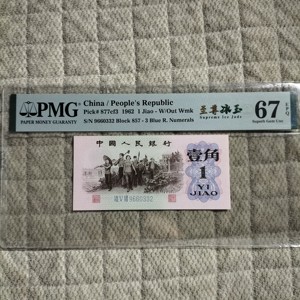 PMG
PAPER MONEY GUARANTY
China / People's Republic
Pick# 877cf3 1962 1 Jiao - W/Out Wmk
S/N 9660332 Block 857 - 3 Blue R. Numerals
至尊冰玉
Supreme Ice Jade
67 EPQ
Superb Gem Unc
中国人民银行
壹角
1
YI
JIAO
9660332